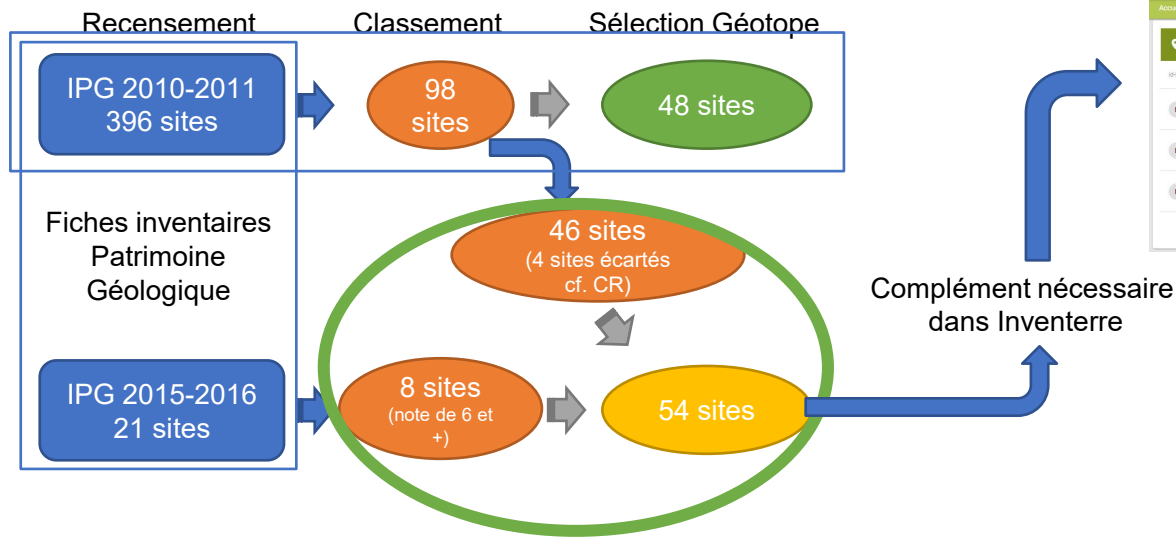 Recensement
Classement
Sélection Géotope
IPG 2010-2011
396 sites
98
sites
48 sites
Fiches inventaires
Patrimoine
Géologique
46 sites
(4 sites écartés
cf. CR)
Complément nécessaire
dans Inventerre
IPG 2015-2016
21 sites
8 sites
(note de 6 et
+)
54 sites